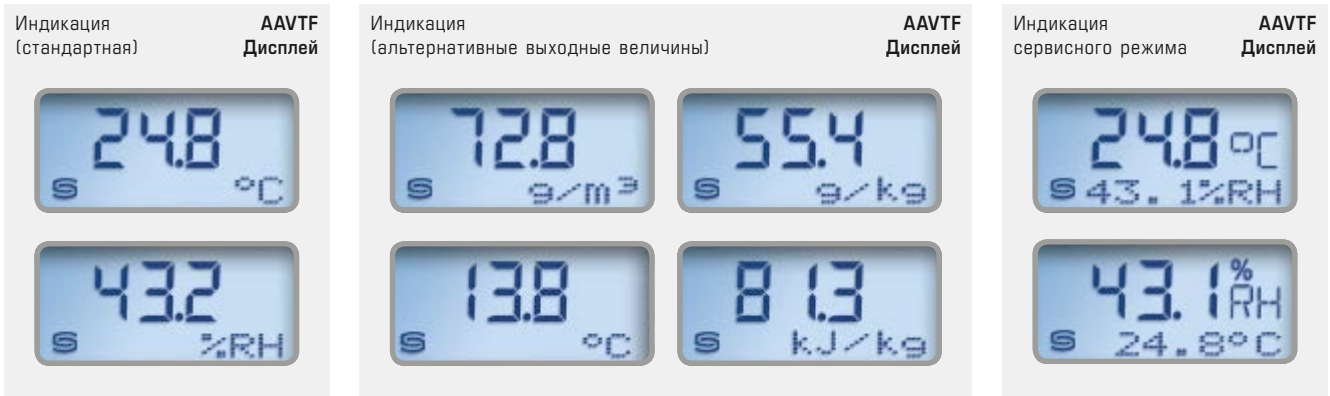 Индикация
(стандартная)
AAVTF
Дисплей
24.8
°C
43.2
%RH
Индикация
(альтернативные выходные величины)
AAVTF
Дисплей
72.8
g/m³
55.4
g/kg
13.8
°C
81.3
kJ/kg
Индикация
сервисного режима
AAVTF
Дисплей
24.8 °C
43.1%RH
43.1 % RH
24.8°C